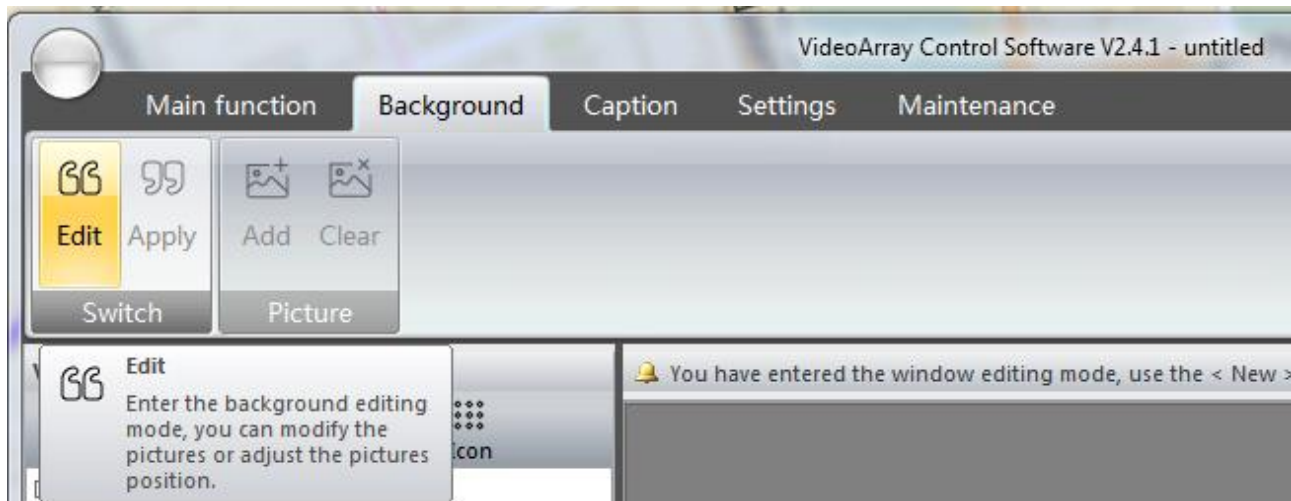 VideoArray Control Software V2.4.1 - untitled
Main function Background Caption Settings Maintenance
Edit Apply Add Clear
Switch Picture
Edit
Enter the background editing
mode, you can modify the
pictures or adjust the pictures
position.
You have entered the window editing mode, use the < New >